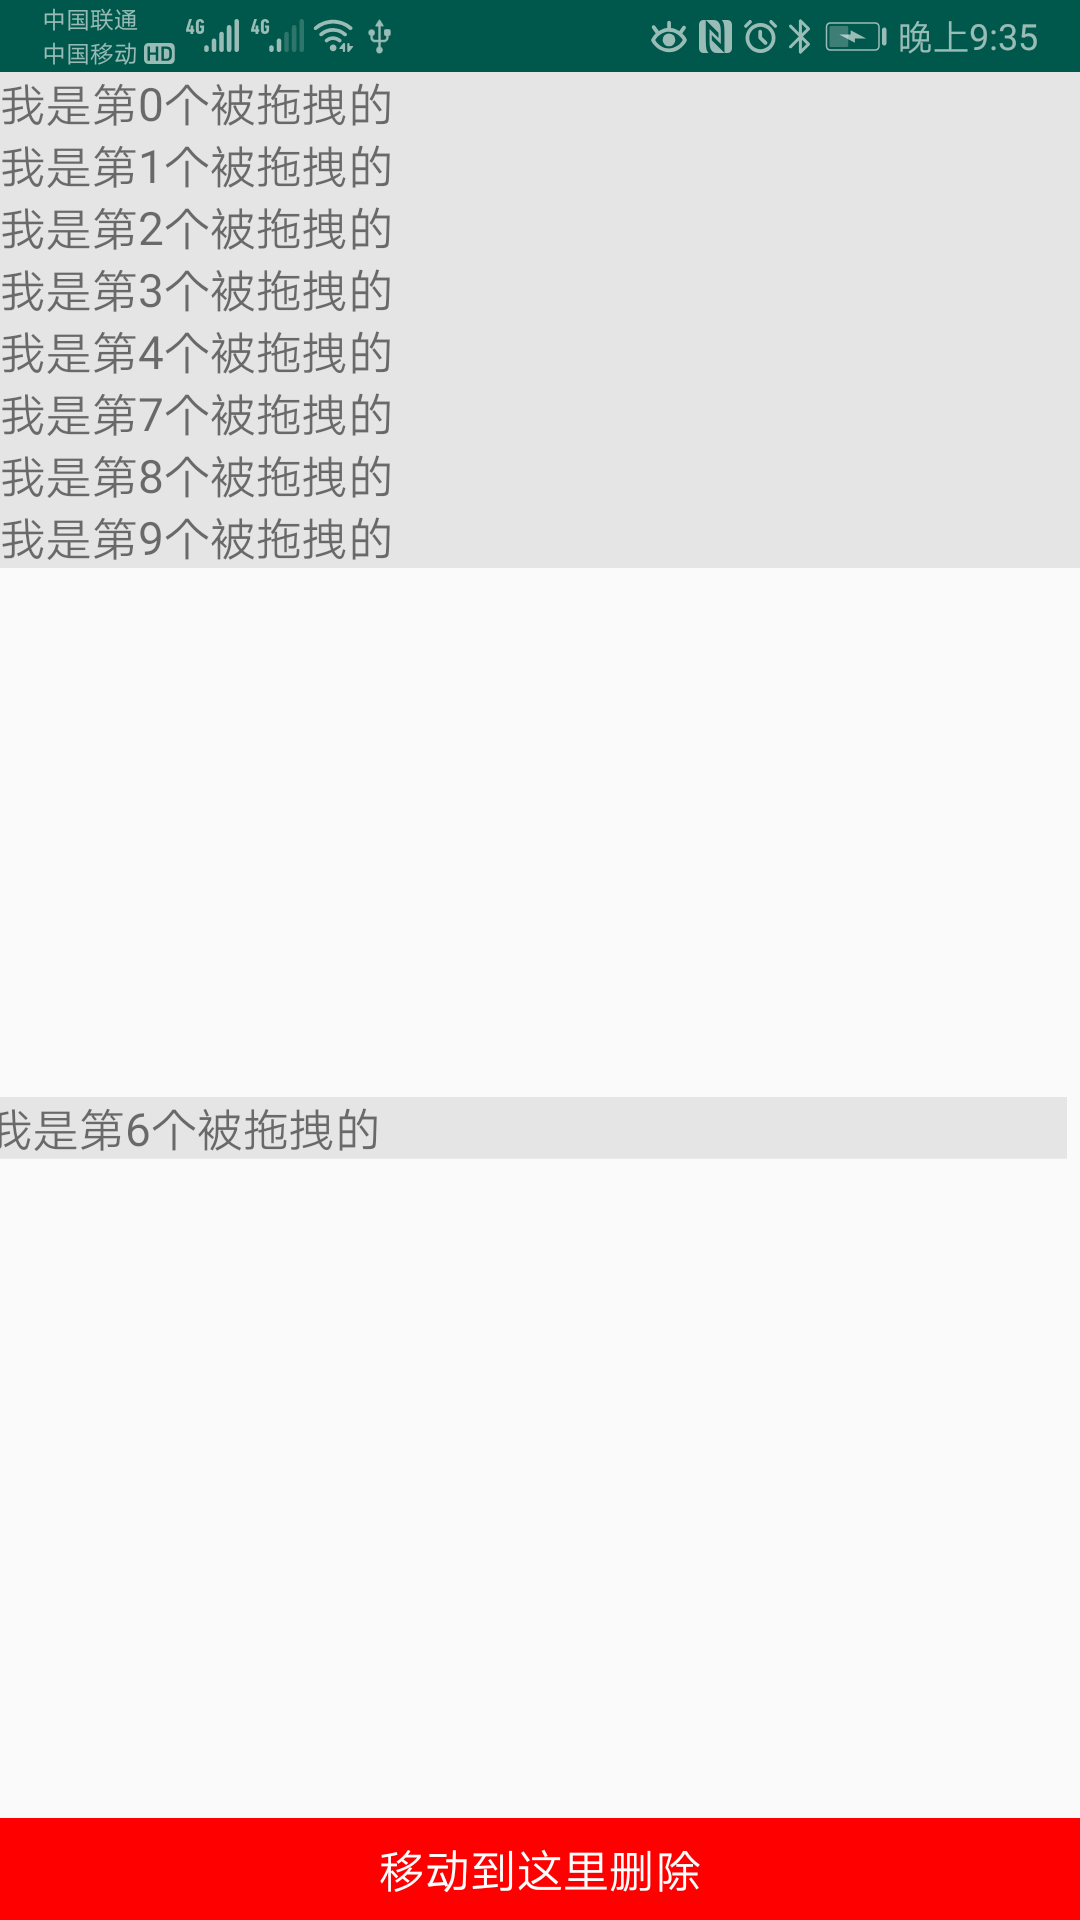 中国联通
中国移动 HD
4G 4G
晚上9:35
我是第0个被拖拽的
我是第1个被拖拽的
我是第2个被拖拽的
我是第3个被拖拽的
我是第4个被拖拽的
我是第7个被拖拽的
我是第8个被拖拽的
我是第9个被拖拽的
我是第6个被拖拽的
移动到这里删除